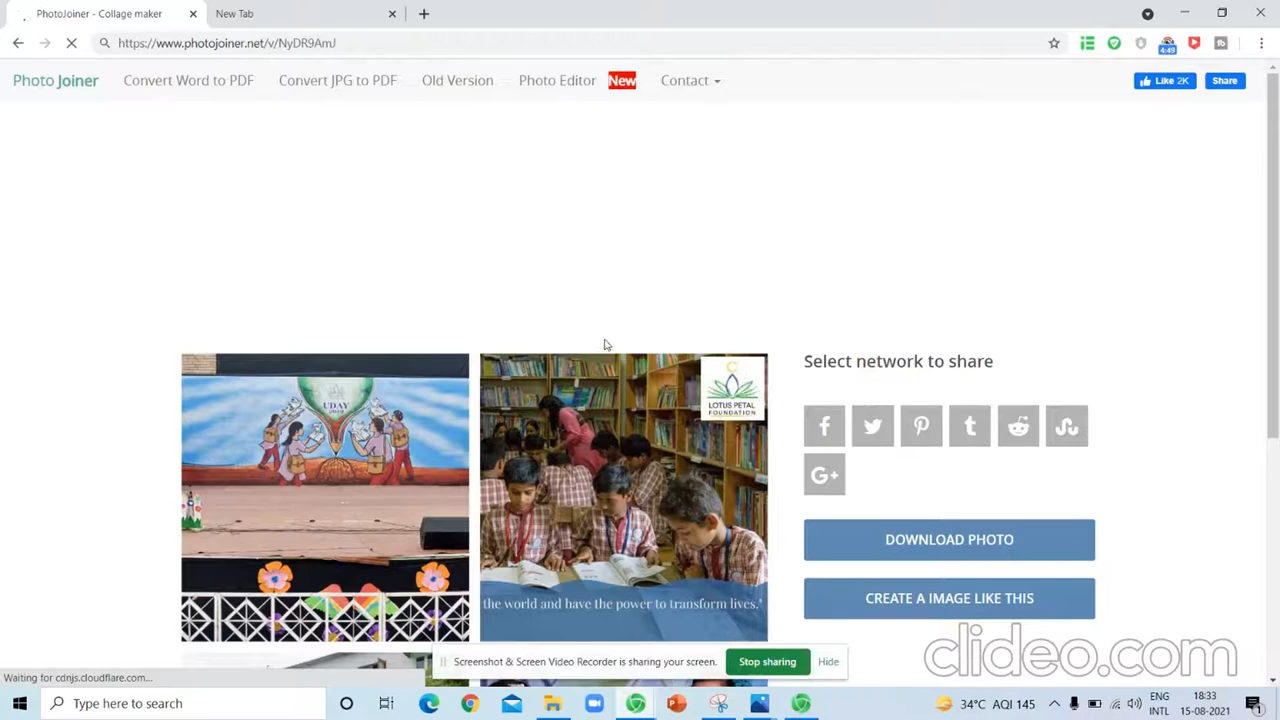 PhotoJoiner - Collage maker
New Tab
https://www.photojoiner.net/v/NyDR9AmJ
4:49
Photo Joiner
Convert Word to PDF
Convert JPG to PDF
Old Version
Photo Editor
New
Contact
Like 2K
Share
UDAY
LOTUS PETAL
FOUNDATION
the world and have the power to transform lives."
Select network to share
G+
DOWNLOAD PHOTO
CREATE A IMAGE LIKE THIS
Screenshot & Screen Video Recorder is sharing your screen.
Stop sharing
Hide
clideo.com
Waiting for cdnjs.cloudflare.com...
Type here to search
34°C AQI 145
ENG
INTL
18:33
15-08-2021